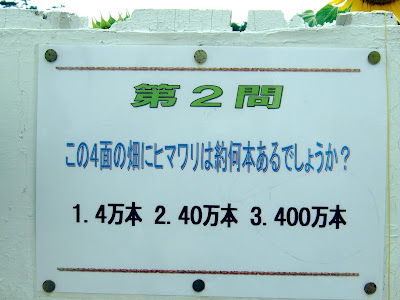 第２問
この4面の畑にヒマワリは約何本あるでしょうか？
1. 4万本 2. 40万本 3. 400万本